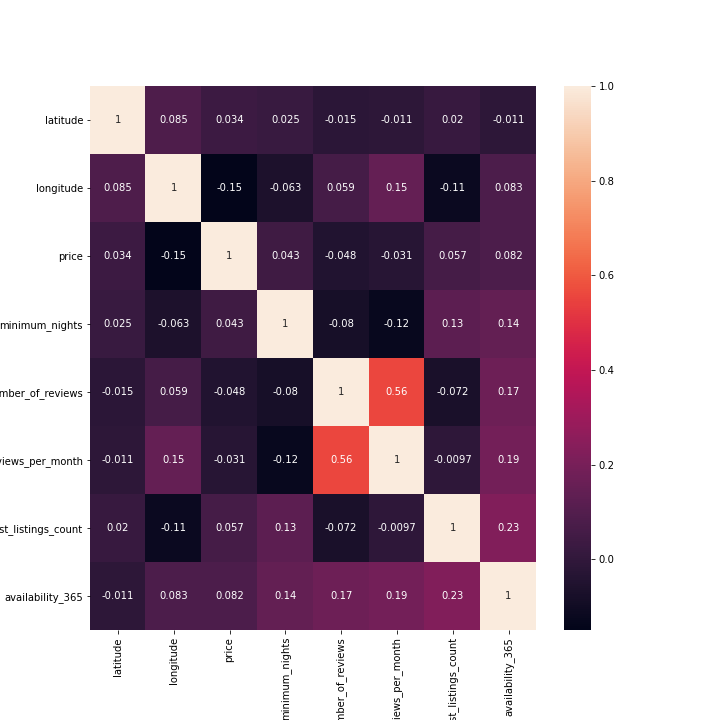 latitude 1 0.085 0.034 0.025 -0.015 -0.011 0.02 -0.011
longitude 0.085 1 -0.15 -0.063 0.059 0.15 -0.11 0.083
price 0.034 -0.15 1 0.043 -0.048 -0.031 0.057 0.082
minimum_nights 0.025 -0.063 0.043 1 -0.08 -0.12 0.13 0.14
mber_of_reviews -0.015 0.059 -0.048 -0.08 1 0.56 -0.072 0.17
iews_per_month -0.011 0.15 -0.031 -0.12 0.56 1 -0.0097 0.19
st_listings_count 0.02 -0.11 0.057 0.13 -0.072 -0.0097 1 0.23
availability_365 -0.011 0.083 0.082 0.14 0.17 0.19 0.23 1
latitude
longitude
price
minimum_nights
mber_of_reviews
iews_per_month
st_listings_count
availability_365
1.0
0.8
0.6
0.4
0.2
0.0